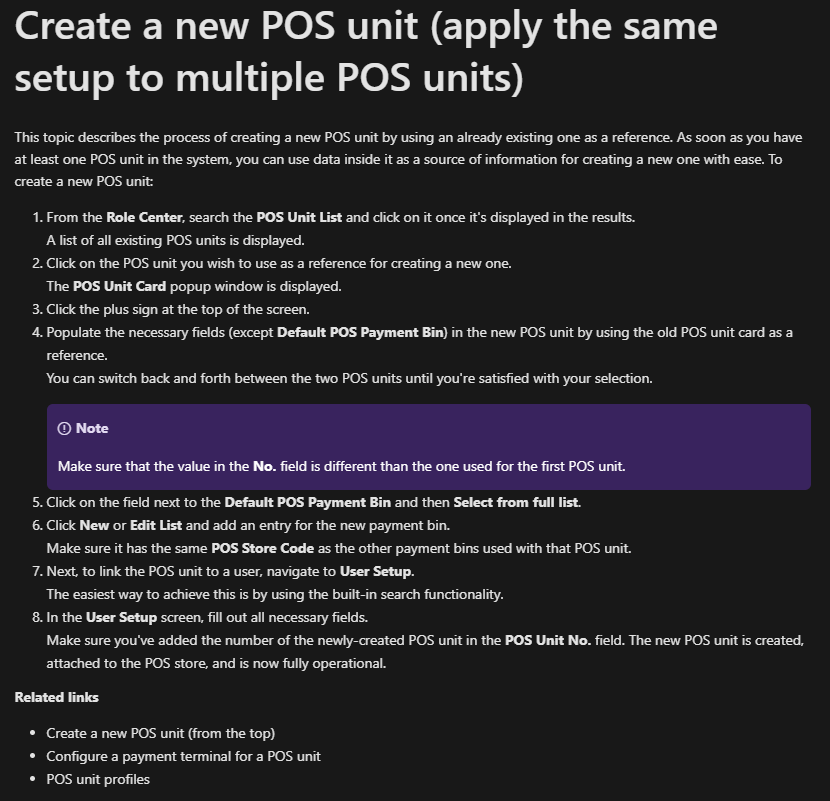 Create a new POS unit (apply the same
setup to multiple POS units)
This topic describes the process of creating a new POS unit by using an already existing one as a reference. As soon as you have
at least one POS unit in the system, you can use data inside it as a source of information for creating a new one with ease. To
create a new POS unit:
1. From the Role Center, search the POS Unit List and click on it once it's displayed in the results.
A list of all existing POS units is displayed.
2. Click on the POS unit you wish to use as a reference for creating a new one.
The POS Unit Card popup window is displayed.
3. Click the plus sign at the top of the screen.
4. Populate the necessary fields (except Default POS Payment Bin) in the new POS unit by using the old POS unit card as a
reference.
You can switch back and forth between the two POS units until you're satisfied with your selection.
Note
Make sure that the value in the No. field is different than the one used for the first POS unit.
5. Click on the field next to the Default POS Payment Bin and then Select from full list.
6. Click New or Edit List and add an entry for the new payment bin.
Make sure it has the same POS Store Code as the other payment bins used with that POS unit.
7. Next, to link the POS unit to a user, navigate to User Setup.
The easiest way to achieve this is by using the built-in search functionality.
8. In the User Setup screen, fill out all necessary fields.
Make sure you've added the number of the newly-created POS unit in the POS Unit No. field. The new POS unit is created,
attached to the POS store, and is now fully operational.
Related links
• Create a new POS unit (from the top)
• Configure a payment terminal for a POS unit
• POS unit profiles